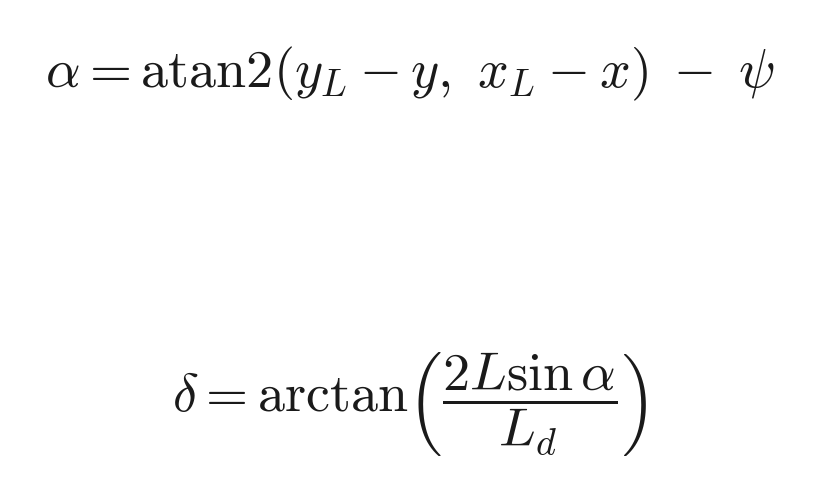 α = atan2(y_L − y, x_L − x) − ψ
δ = arctan(2L sin α / L_d)